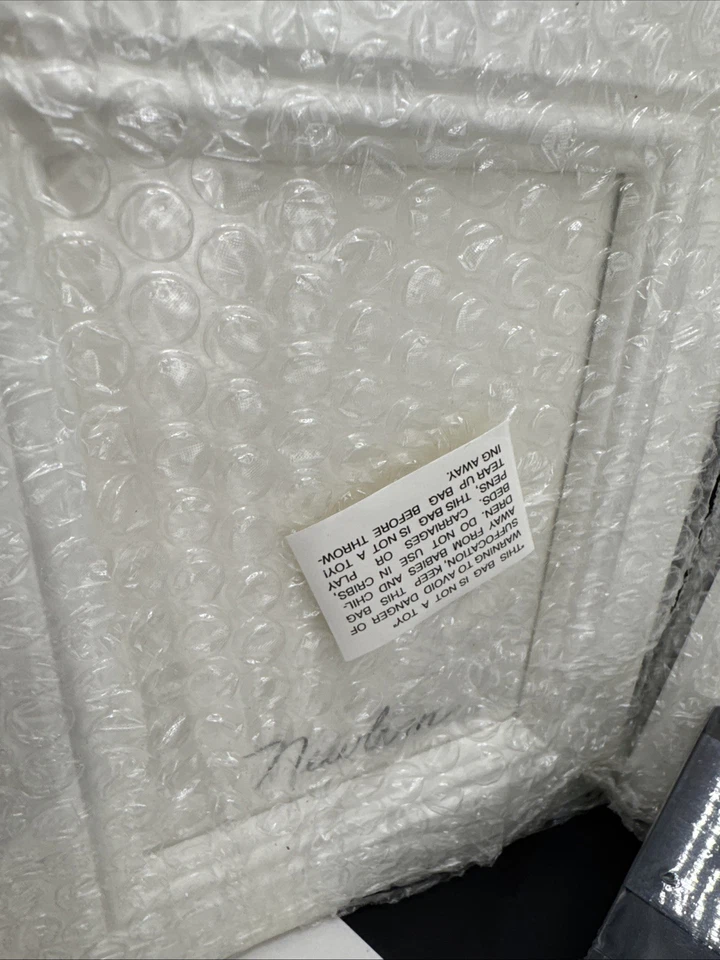 "THIS BAG IS NOT A TOY"
WARNING TO AVOID DANGER OF
SUFFOCATION, KEEP THIS BAG
AWAY FROM BABIES AND CHIL-
DREN. DO NOT USE IN CRIBS,
BEDS. CARRIAGES OR PLAY
PENS, THIS BAG IS NOT A TOY!
TEAR UP BAG BEFORE THROW-
ING AWAY.
Newborn